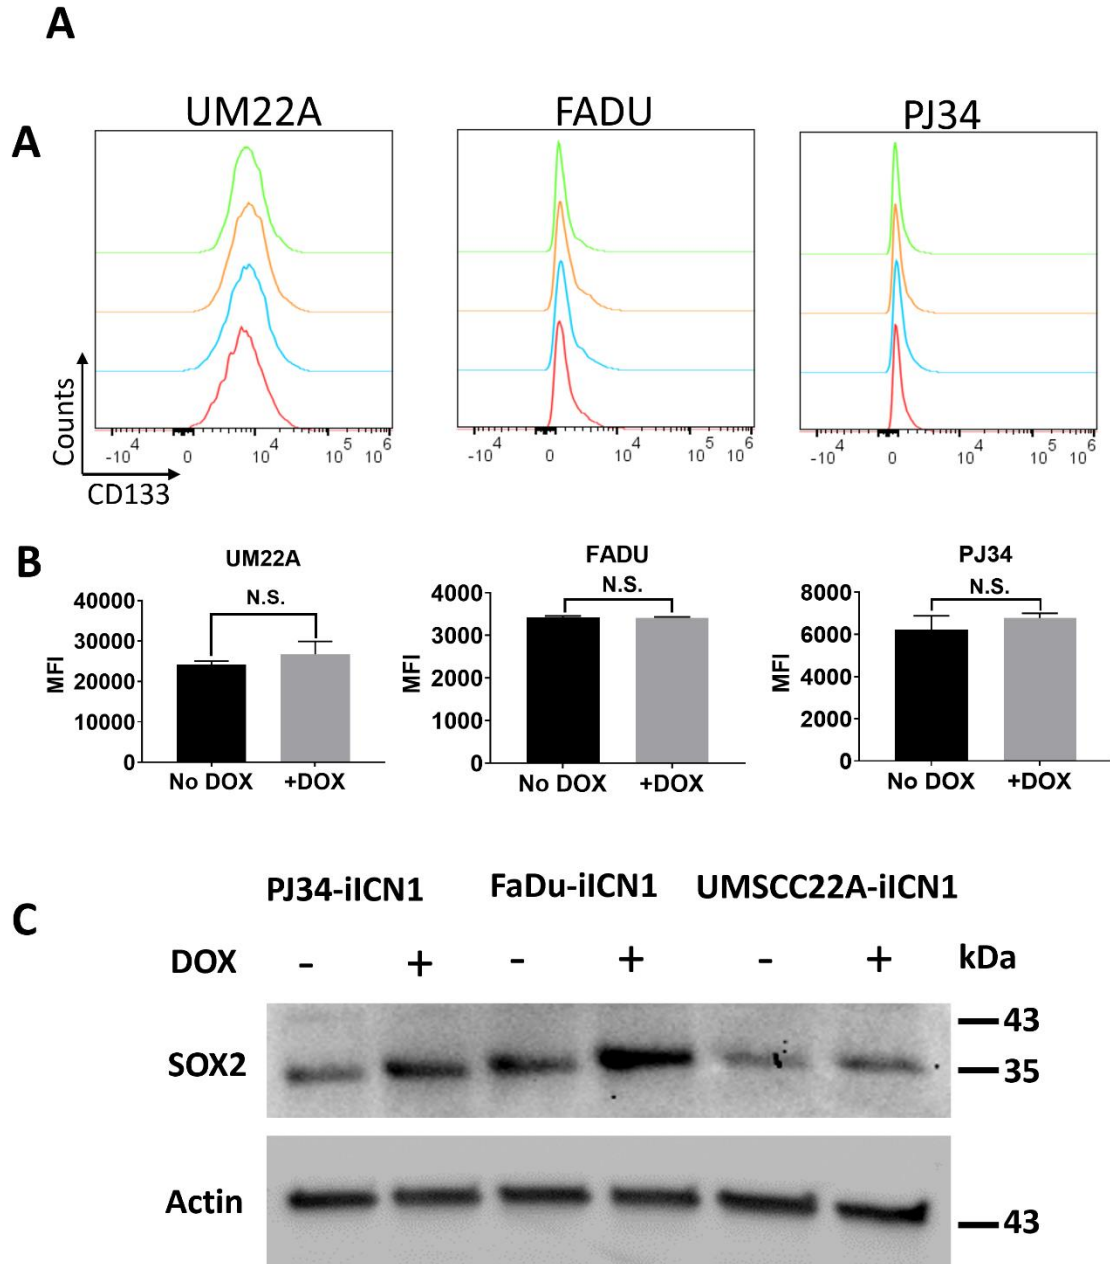 A
A
UM22A FADU PJ34
Counts
-10^4 0 10^4 10^5 10^6 -10^4 0 10^4 10^5 10^6 -10^4 0 10^4 10^5 10^6
CD133
B
UM22A FADU PJ34
N.S. N.S. N.S.
MFI
40000
30000
20000
10000
0
No DOX +DOX
MFI
4000
3000
2000
1000
0
No DOX +DOX
MFI
8000
6000
4000
2000
0
No DOX +DOX
C
PJ34-iICN1 FaDu-iICN1 UMSCC22A-iICN1
DOX - + - + - + kDa
43
SOX2 35
Actin
43